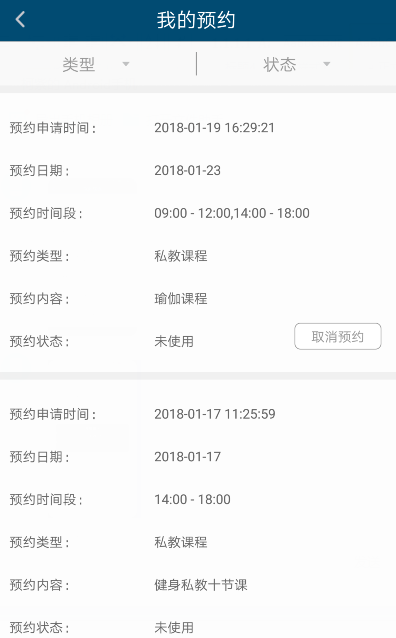 我的预约
类型 状态
预约申请时间： 2018-01-19 16:29:21
预约日期： 2018-01-23
预约时间段： 09:00 - 12:00,14:00 - 18:00
预约类型： 私教课程
预约内容： 瑜伽课程
预约状态： 未使用 取消预约
预约申请时间： 2018-01-17 11:25:59
预约日期： 2018-01-17
预约时间段： 14:00 - 18:00
预约类型： 私教课程
预约内容： 健身私教十节课
预约状态： 未使用